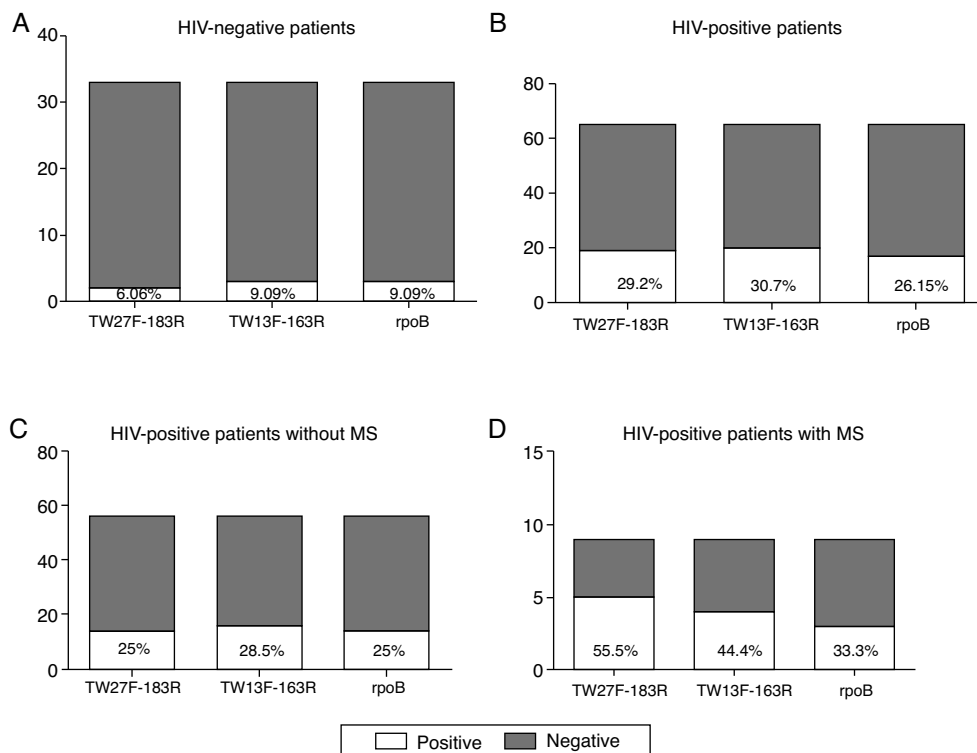 A
HIV-negative patients
40
30
20
10
0
6.06%
9.09%
9.09%
TW27F-183R
TW13F-163R
rpoB
B
HIV-positive patients
80
60
40
20
0
29.2%
30.7%
26.15%
TW27F-183R
TW13F-163R
rpoB
C
HIV-positive patients without MS
80
60
40
20
0
25%
28.5%
25%
TW27F-183R
TW13F-163R
rpoB
D
HIV-positive patients with MS
15
10
5
0
55.5%
44.4%
33.3%
TW27F-183R
TW13F-163R
rpoB
Positive
Negative